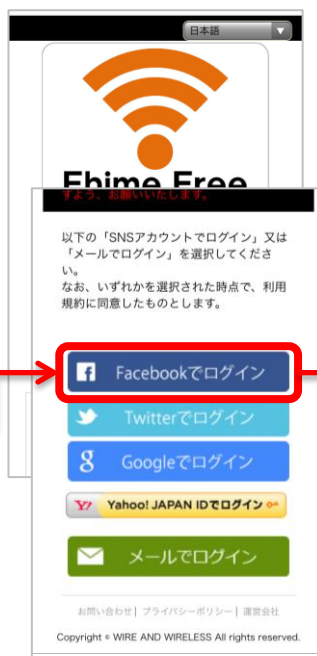 日本語
Ehime Free
すよう、お願いいたします。
以下の「SNSアカウントでログイン」又は
「メールでログイン」を選択してくださ
い。
なお、いずれかを選択された時点で、利用
規約に同意したものとします。
Facebookでログイン
Twitterでログイン
Googleでログイン
Y! Yahoo! JAPAN IDでログイン
メールでログイン
お問い合わせ| プライバシーポリシー | 運営会社
Copyright © WIRE AND WIRELESS All rights reserved.